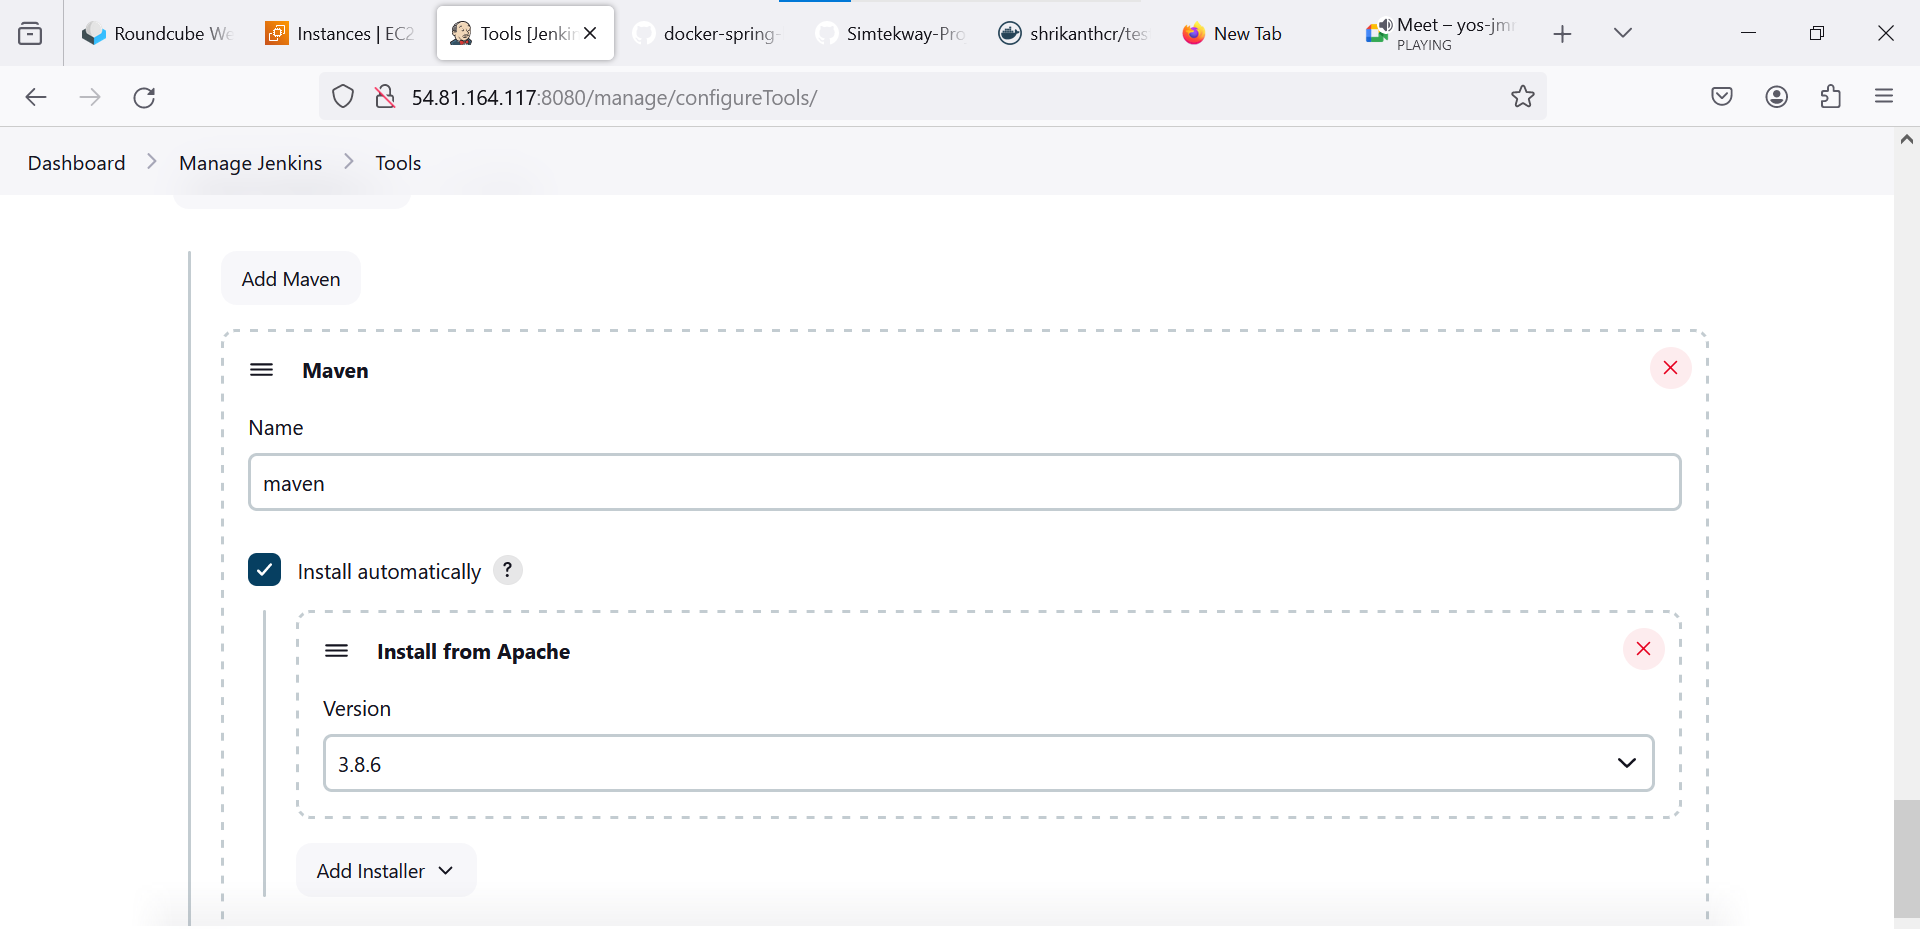 Roundcube We
Instances | EC2
Tools [Jenkin
docker-spring-
Simtekway-Pro
shrikanthcr/tes
New Tab
Meet – yos-jmr
PLAYING
54.81.164.117:8080/manage/configureTools/
Dashboard
Manage Jenkins
Tools
Add Maven
Maven
Name
maven
Install automatically ?
Install from Apache
Version
3.8.6
Add Installer